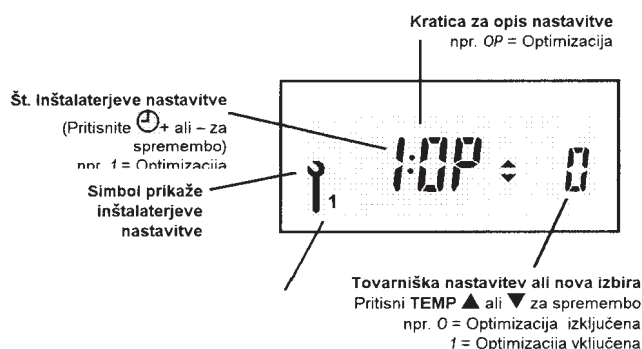 Kratica za opis nastavitve
npr. OP = Optimizacija
Št. Inštalaterjeve nastavitve
(Pritisnite + ali – za
spremembo)
npr. 1 = Optimizacija
1:OP 0
1
Simbol prikaže
inštalaterjeve
nastavitve
Tovarniška nastavitev ali nova izbira
Pritisni TEMP ▲ ali ▼ za spremembo
npr. 0 = Optimizacija izključena
1 = Optimizacija vključena